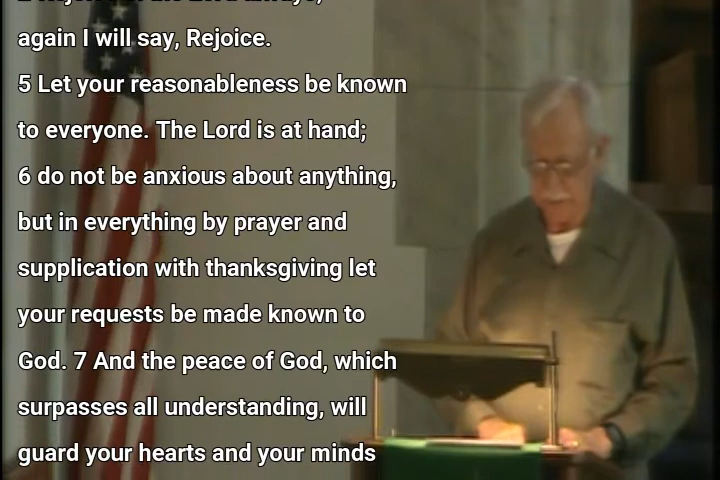 again I will say, Rejoice.
5 Let your reasonableness be known
to everyone. The Lord is at hand;
6 do not be anxious about anything,
but in everything by prayer and
supplication with thanksgiving let
your requests be made known to
God. 7 And the peace of God, which
surpasses all understanding, will
guard your hearts and your minds